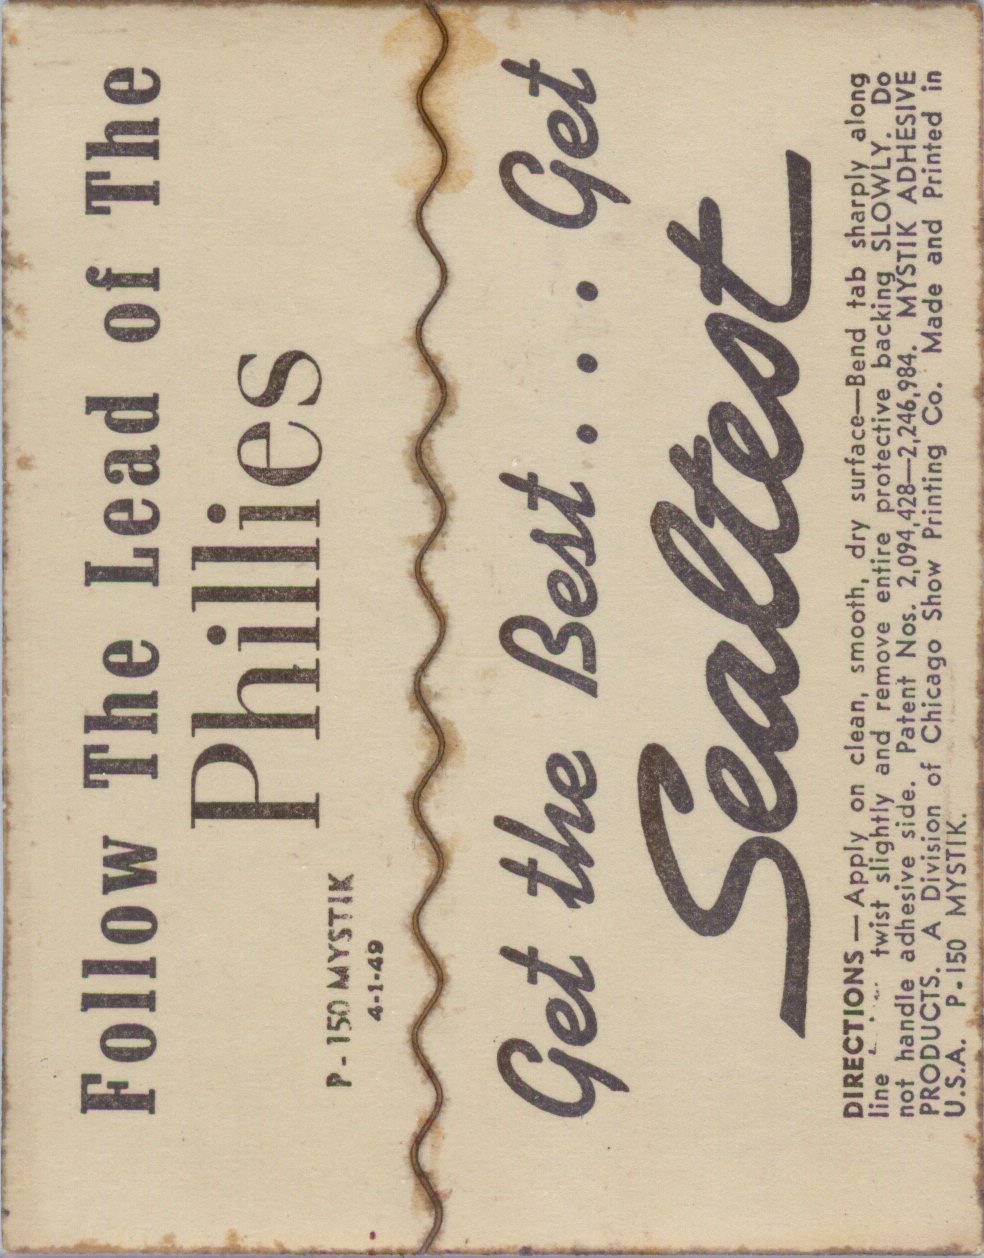 Follow The Lead of The
Phillies
P-150 MYSTIK
4-1-49
Get the Best... Get
Sealtest
DIRECTIONS—Apply on clean, smooth, dry surface—Bend tab sharply along
line twist slightly and remove entire protective backing SLOWLY. Do
not handle adhesive side. Patent Nos. 2,094,428—2,246,984. MYSTIK ADHESIVE
PRODUCTS. A Division of Chicago Show Printing Co. Made and Printed in
U.S.A. P-150 MYSTIK.